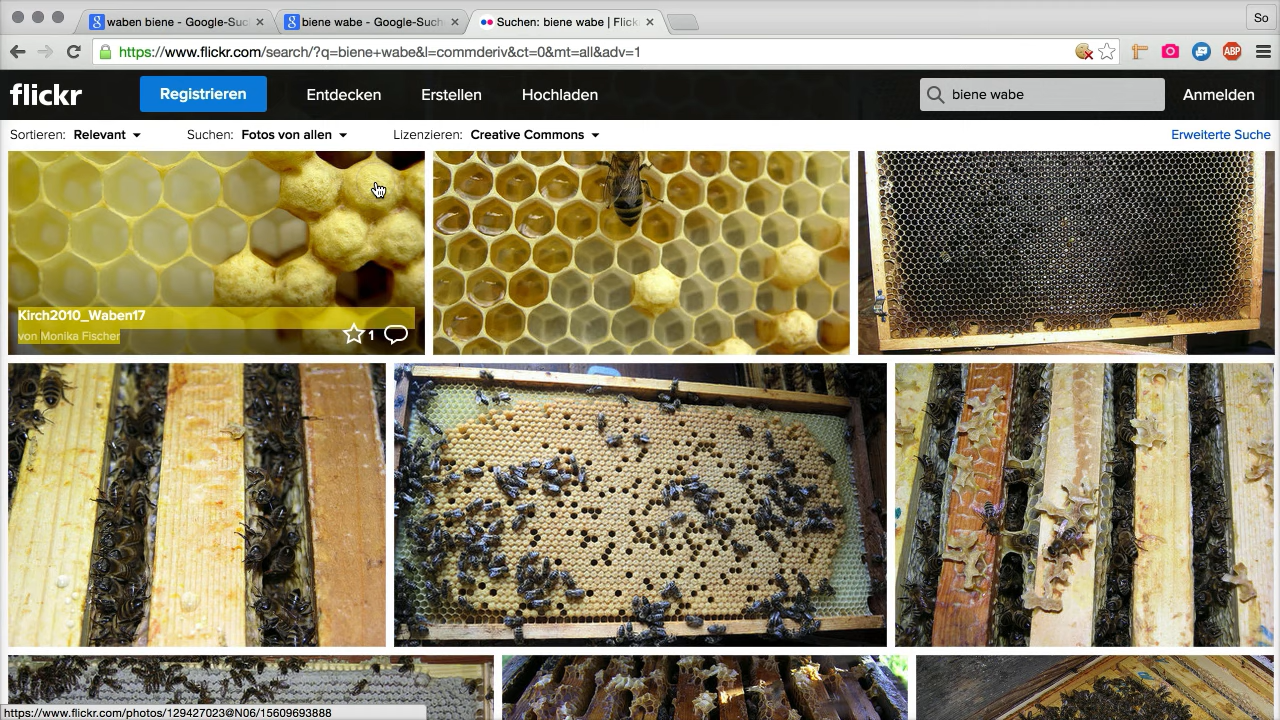 waben biene - Google-Suc
biene wabe - Google-Such
Suchen: biene wabe | Flick
So
https://www.flickr.com/search/?q=biene+wabe&l=commderiv&ct=0&mt=all&adv=1
ABP
flickr
Registrieren
Entdecken
Erstellen
Hochladen
biene wabe
Anmelden
Sortieren: Relevant
Suchen: Fotos von allen
Lizenzieren: Creative Commons
Erweiterte Suche
Kirch2010_Waben17
von Monika Fischer
1
https://www.flickr.com/photos/129427023@N06/15609693888